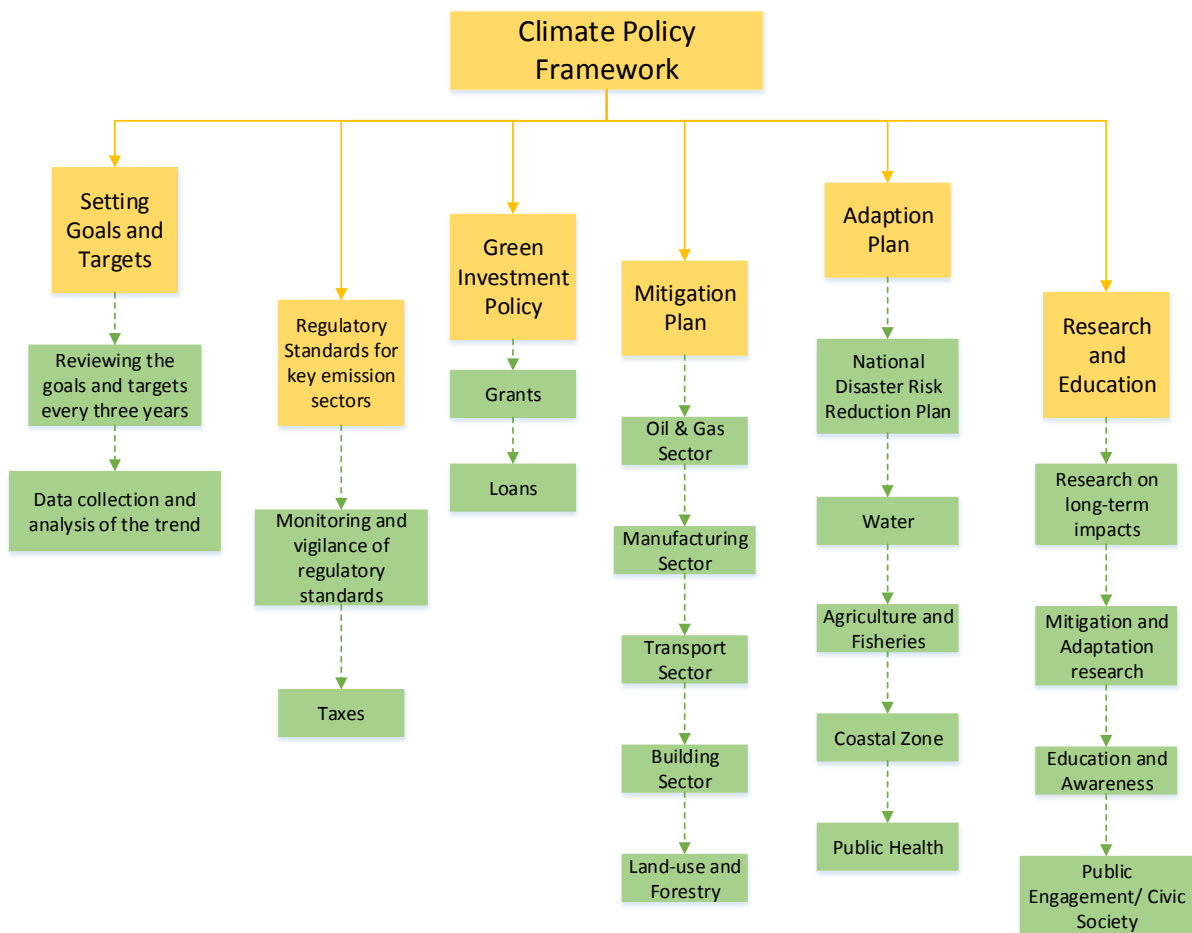 Climate Policy
Framework
Setting
Goals and
Targets
Reviewing the
goals and targets
every three years
Data collection and
analysis of the trend
Regulatory
Standards for
key emission
sectors
Monitoring and
vigilance of
regulatory
standards
Taxes
Green
Investment
Policy
Grants
Loans
Mitigation
Plan
Oil & Gas
Sector
Manufacturing
Sector
Transport
Sector
Building
Sector
Land-use and
Forestry
Adaption
Plan
National
Disaster Risk
Reduction Plan
Water
Agriculture and
Fisheries
Coastal Zone
Public Health
Research
and
Education
Research on
long-term
impacts
Mitigation and
Adaptation
research
Education and
Awareness
Public
Engagement/ Civic
Society